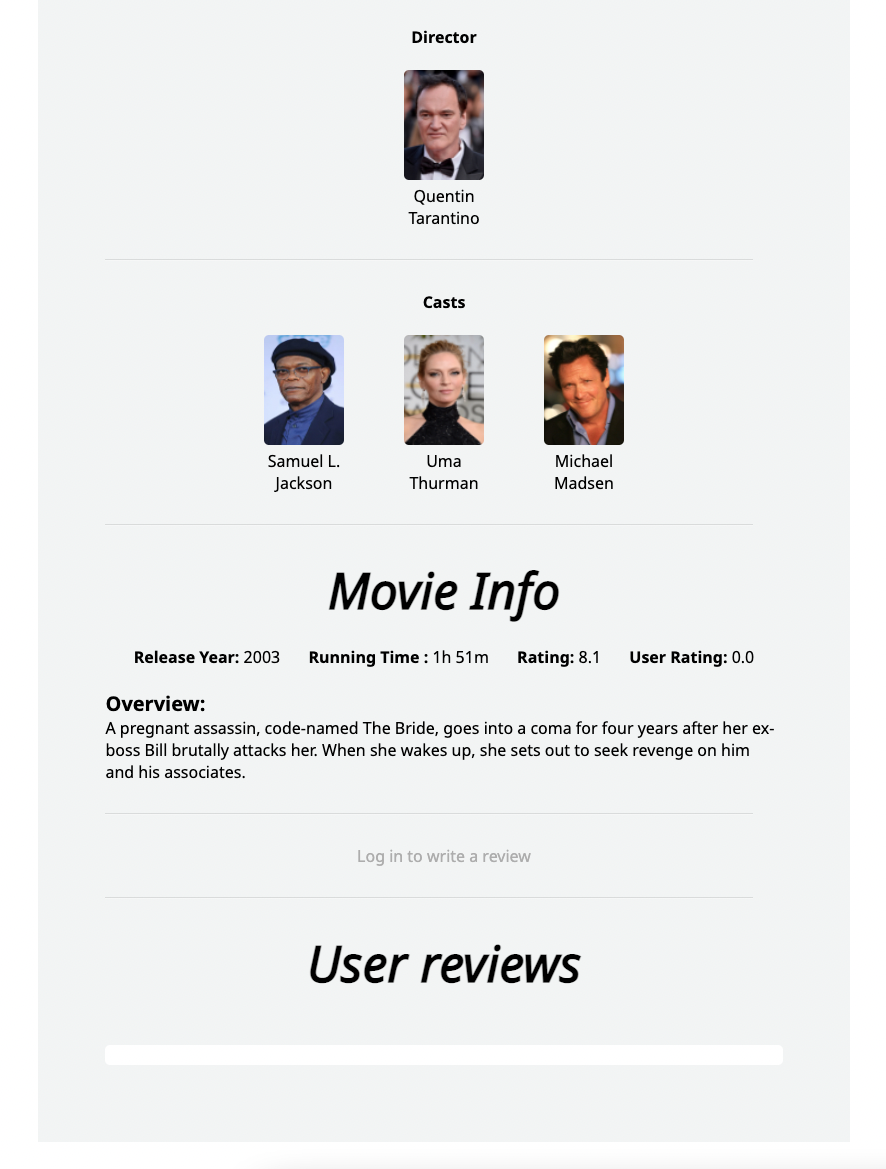 Director
Quentin
Tarantino
Casts
Samuel L.
Jackson
Uma
Thurman
Michael
Madsen
Movie Info
Release Year: 2003 Running Time : 1h 51m Rating: 8.1 User Rating: 0.0
Overview:
A pregnant assassin, code-named The Bride, goes into a coma for four years after her ex-
boss Bill brutally attacks her. When she wakes up, she sets out to seek revenge on him
and his associates.
Log in to write a review
User reviews